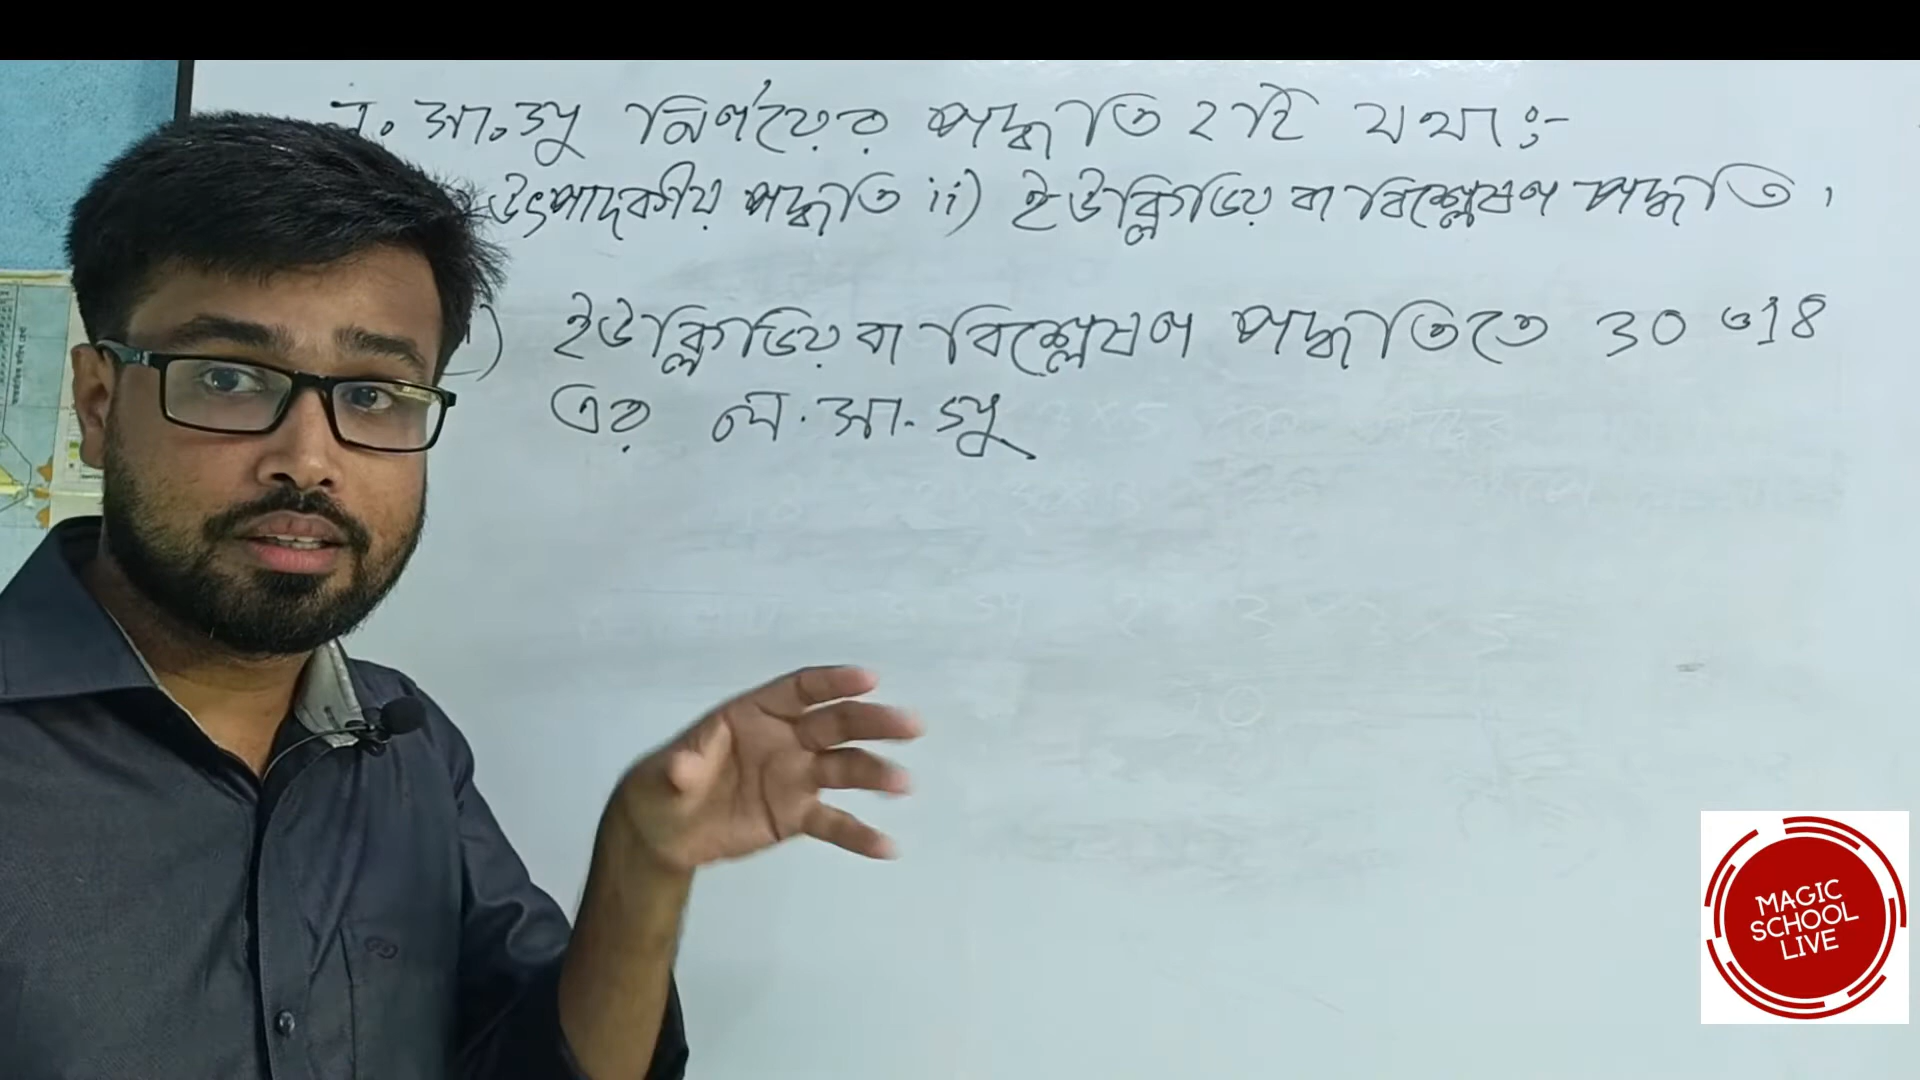 ল.সা.গু নির্ণয়ের পদ্ধতি ২টি যথা :-
উৎপাদকীয় পদ্ধতি ii) ইউক্লিডিয় বা বিশ্লেষণ পদ্ধতি ।
ইউক্লিডিয় বা বিশ্লেষণ পদ্ধতিতে 30 ও 18
এর ল.সা.গু
MAGIC
SCHOOL
LIVE